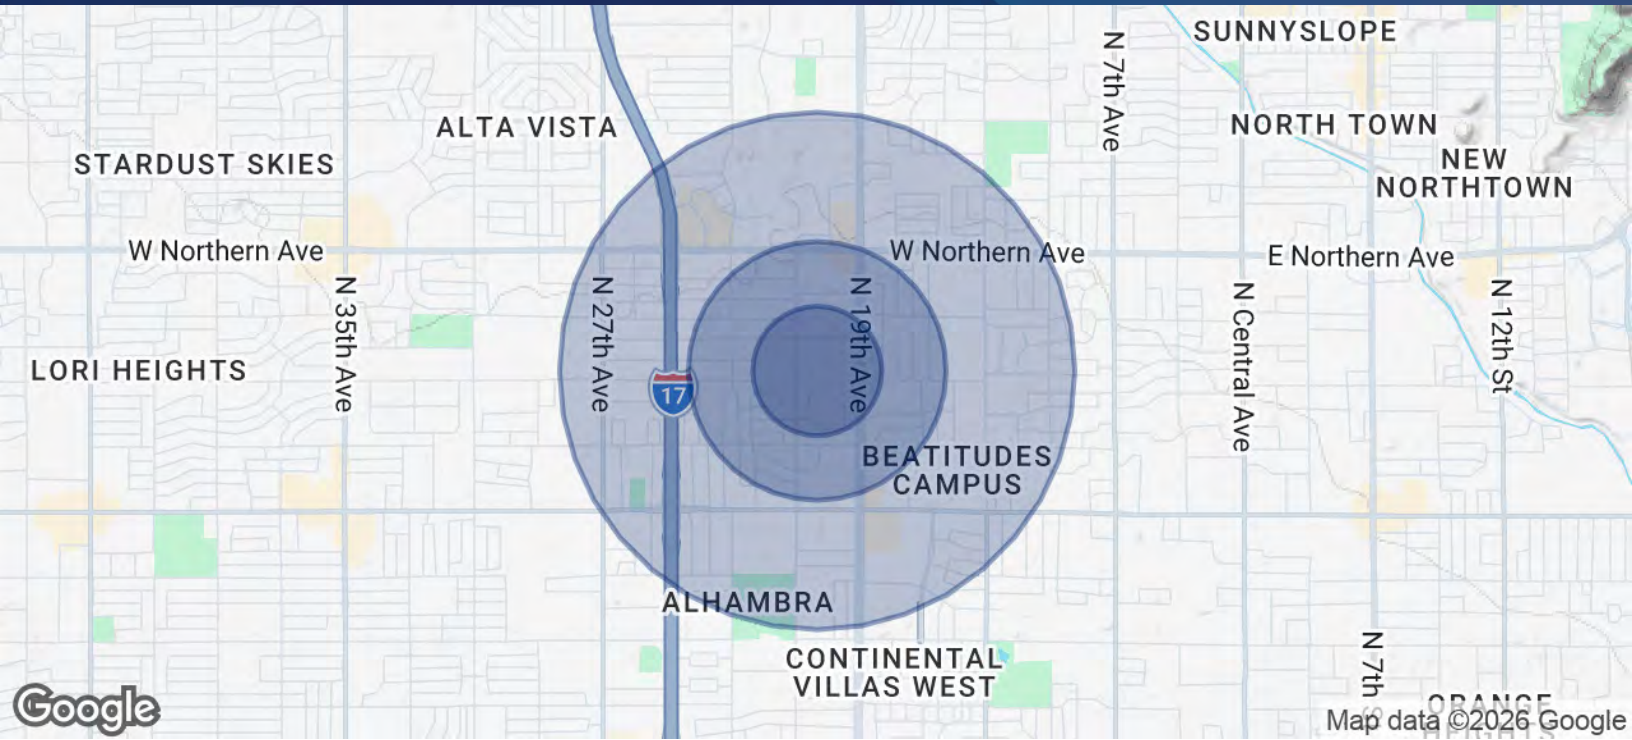 SUNNYSLOPE
N 7th Ave
ALTA VISTA
NORTH TOWN
STARDUST SKIES
NEW
NORTHTOWN
W Northern Ave
W Northern Ave
E Northern Ave
N 35th Ave
N 27th Ave
N 19th Ave
N Central Ave
N 12th St
LORI HEIGHTS
17
BEATITUDES
CAMPUS
ALHAMBRA
CONTINENTAL
VILLAS WEST
N 7th S
ORANGE
HEIGHTS
Google
Map data ©2026 Google